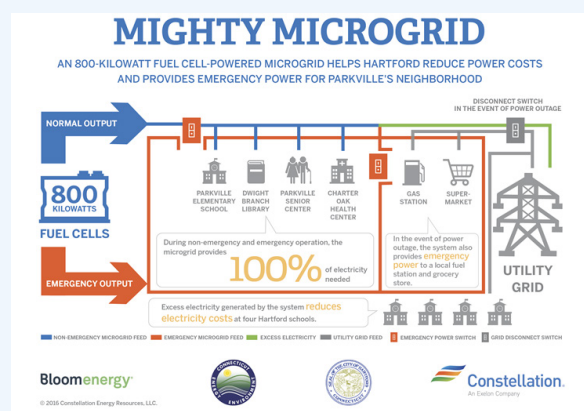 MIGHTY MICROGRID
AN 800-KILOWATT FUEL CELL-POWERED MICROGRID HELPS HARTFORD REDUCE POWER COSTS
AND PROVIDES EMERGENCY POWER FOR PARKVILLE'S NEIGHBORHOOD
DISCONNECT SWITCH
IN THE EVENT OF POWER OUTAGE
NORMAL OUTPUT
800
KILOWATTS
FUEL CELLS
EMERGENCY OUTPUT
PARKVILLE
ELEMENTARY
SCHOOL
DWIGHT
BRANCH
LIBRARY
PARKVILLE
SENIOR
CENTER
CHARTER
OAK
HEALTH
CENTER
GAS
STATION
SUPER-
MARKET
During non-emergency and emergency operation, the
microgrid provides
100% of electricity
needed
In the event of power
outage, the system also
provides emergency
power to a local fuel
station and grocery
store.
UTILITY
GRID
Excess electricity generated by the system reduces
electricity costs at four Hartford schools.
NON-EMERGENCY MICROGRID FEED
EMERGENCY MICROGRID FEED
EXCESS ELECTRICITY
UTILITY GRID FEED
EMERGENCY POWER SWITCH
GRID DISCONNECT SWITCH
Bloomenergy
© 2016 Constellation Energy Resources, LLC.
Constellation.
An Exelon Company